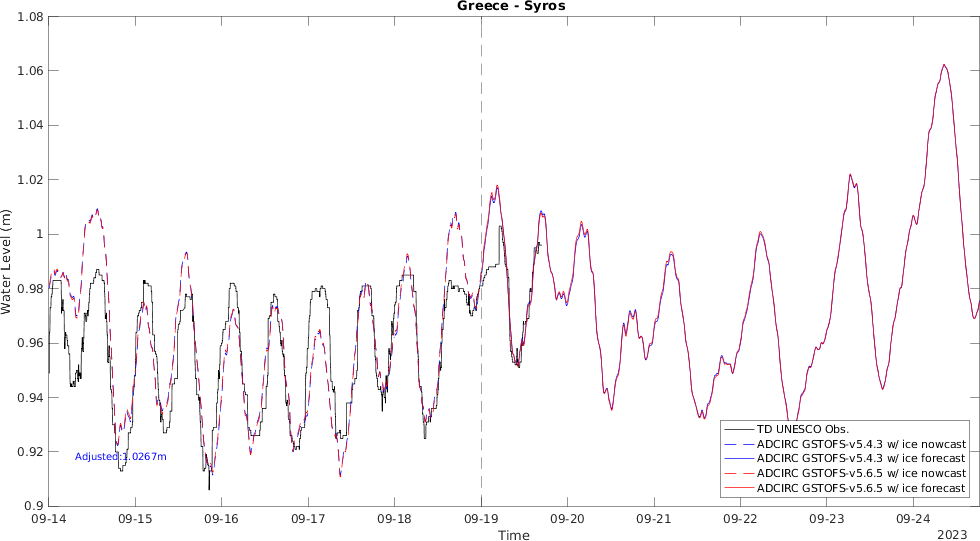 Greece - Syros
1.08
1.06
1.04
1.02
1
0.98
0.96
0.94
0.92
0.9
Water Level (m)
Adjusted:1.0267m
TD UNESCO Obs.
ADCIRC GSTOFS-v5.4.3 w/ ice nowcast
ADCIRC GSTOFS-v5.4.3 w/ ice forecast
ADCIRC GSTOFS-v5.6.5 w/ ice nowcast
ADCIRC GSTOFS-v5.6.5 w/ ice forecast
09-14 09-15 09-16 09-17 09-18 09-19 09-20 09-21 09-22 09-23 09-24
Time
2023